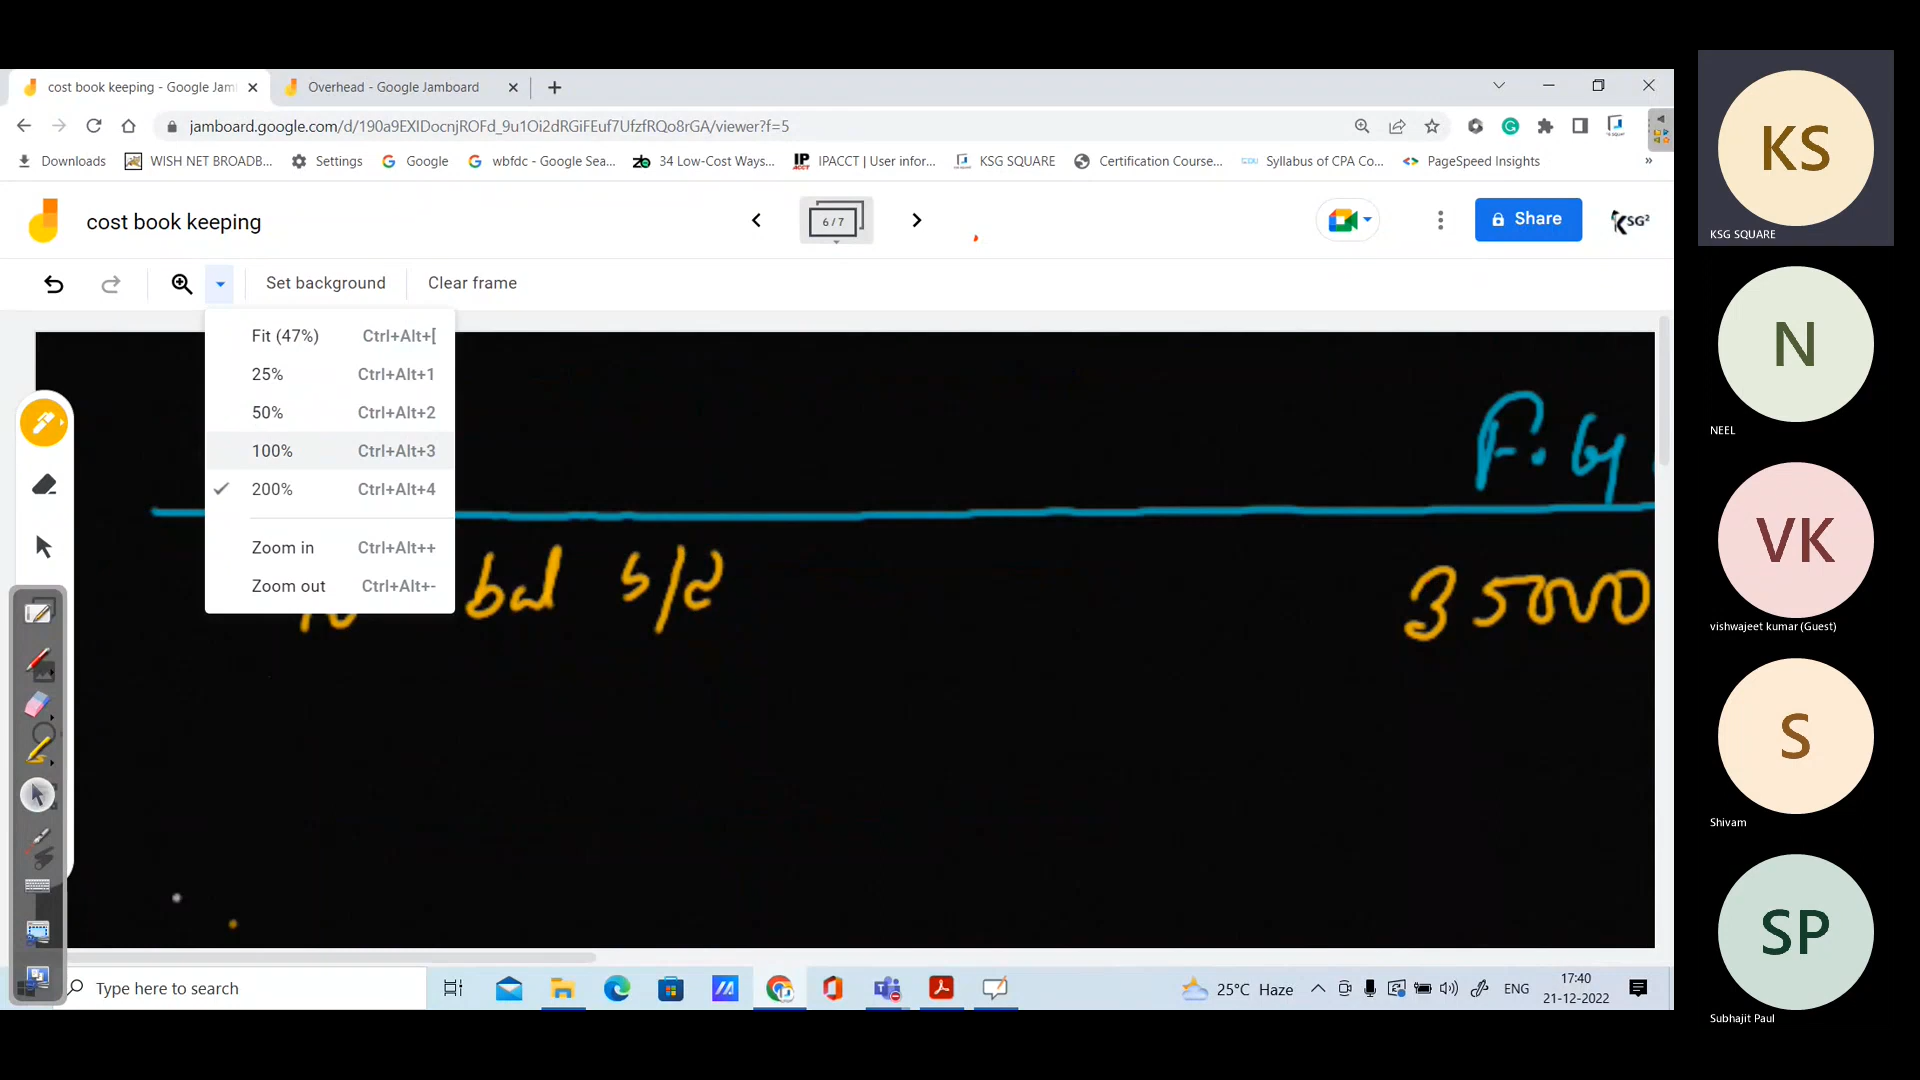 cost book keeping - Google Jam
Overhead - Google Jamboard
jamboard.google.com/d/190a9EXIDocnjROFd_9u1Oi2dRGiFEuf7UfzfRQo8rGA/viewer?f=5
Downloads
WISH NET BROADB...
Settings
Google
wbfdc - Google Sea...
34 Low-Cost Ways...
IPACCT | User infor...
KSG SQUARE
Certification Course...
Syllabus of CPA Co...
PageSpeed Insights
»
cost book keeping
6 / 7
Share
KSG²
Set background
Clear frame
Fit (47%) Ctrl+Alt+[
25% Ctrl+Alt+1
50% Ctrl+Alt+2
100% Ctrl+Alt+3
200% Ctrl+Alt+4
Zoom in Ctrl+Alt++
Zoom out Ctrl+Alt+-
bal b/d
35000
Type here to search
25°C Haze
ENG
17:40
21-12-2022
KS
KSG SQUARE
N
NEEL
VK
vishwajeet kumar (Guest)
S
Shivam
SP
Subhajit Paul